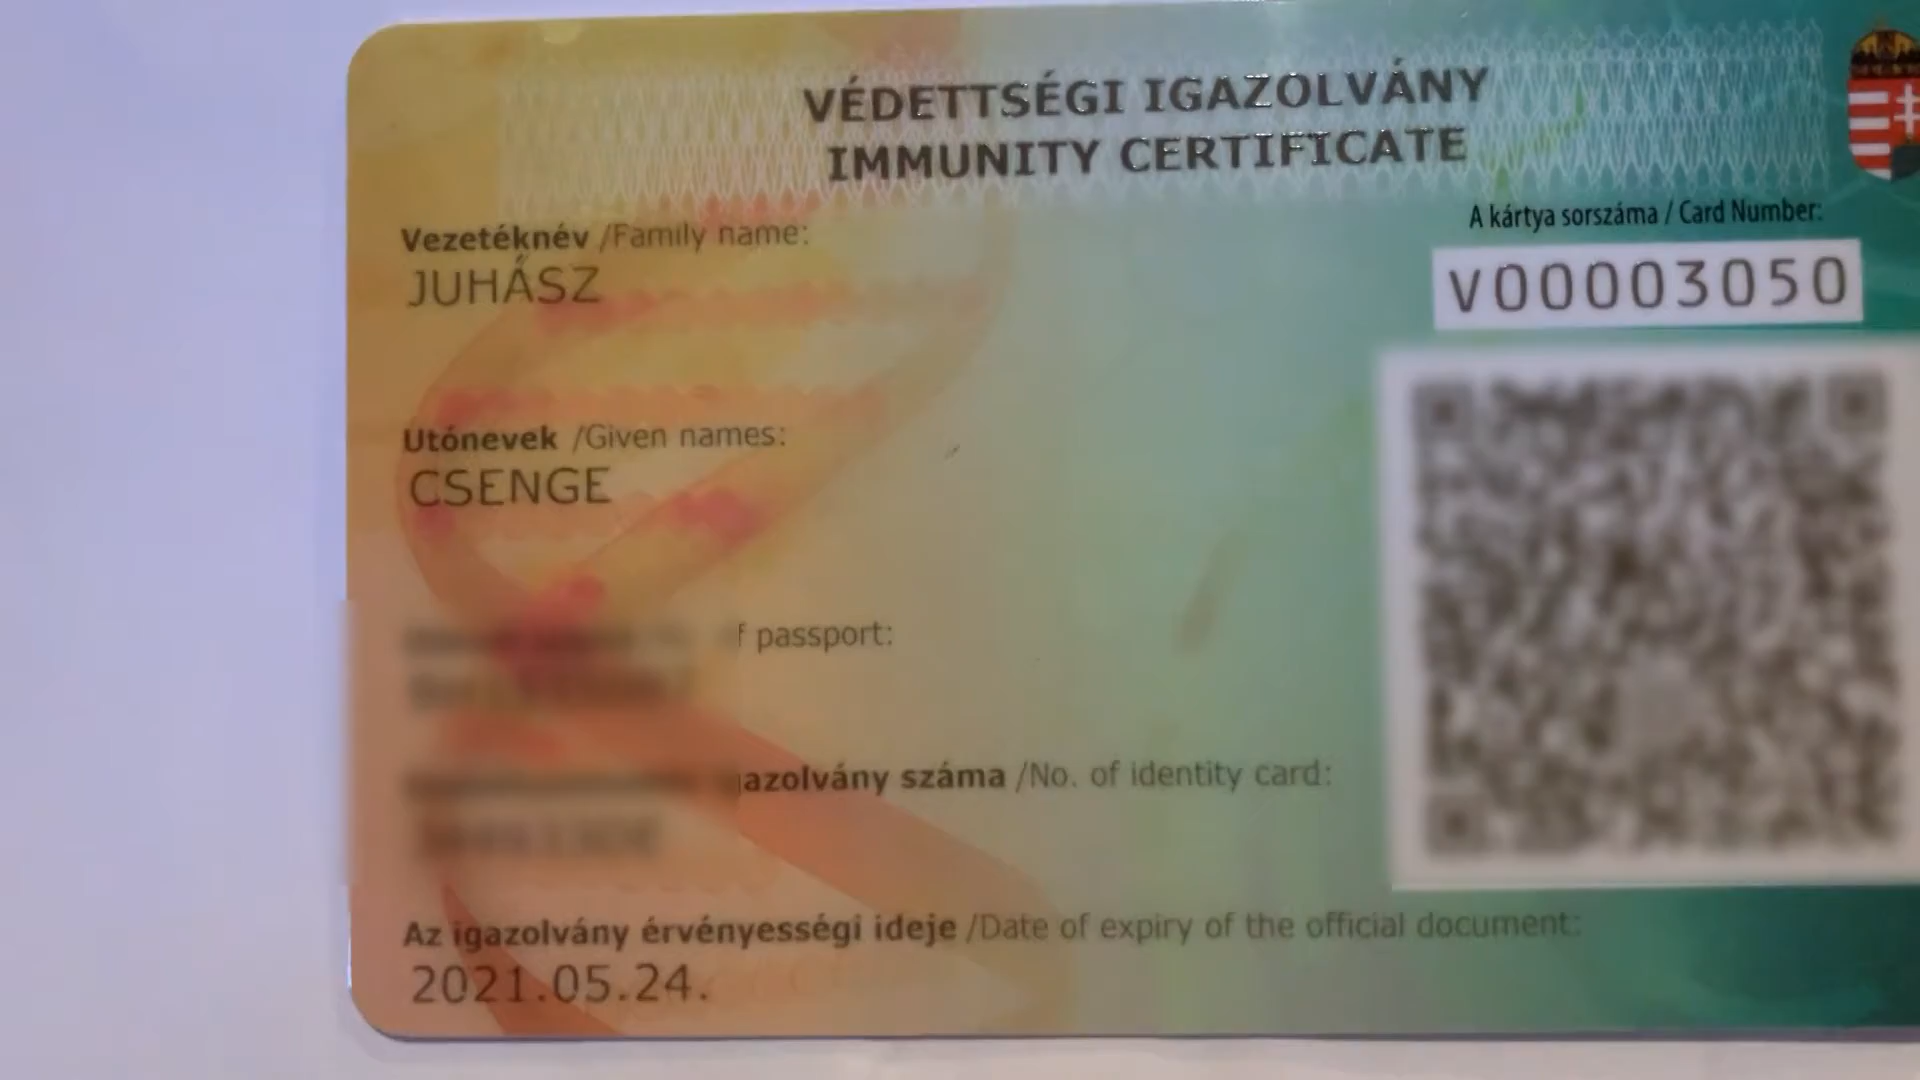 VÉDETTSÉGI IGAZOLVÁNY
IMMUNITY CERTIFICATE
A kártya sorszáma / Card Number:
V00003050
Vezetéknév /Family name:
JUHÁSZ
Utónevek /Given names:
CSENGE
f passport:
gazolvány száma /No. of identity card:
Az igazolvány érvényességi ideje /Date of expiry of the official document:
2021.05.24.